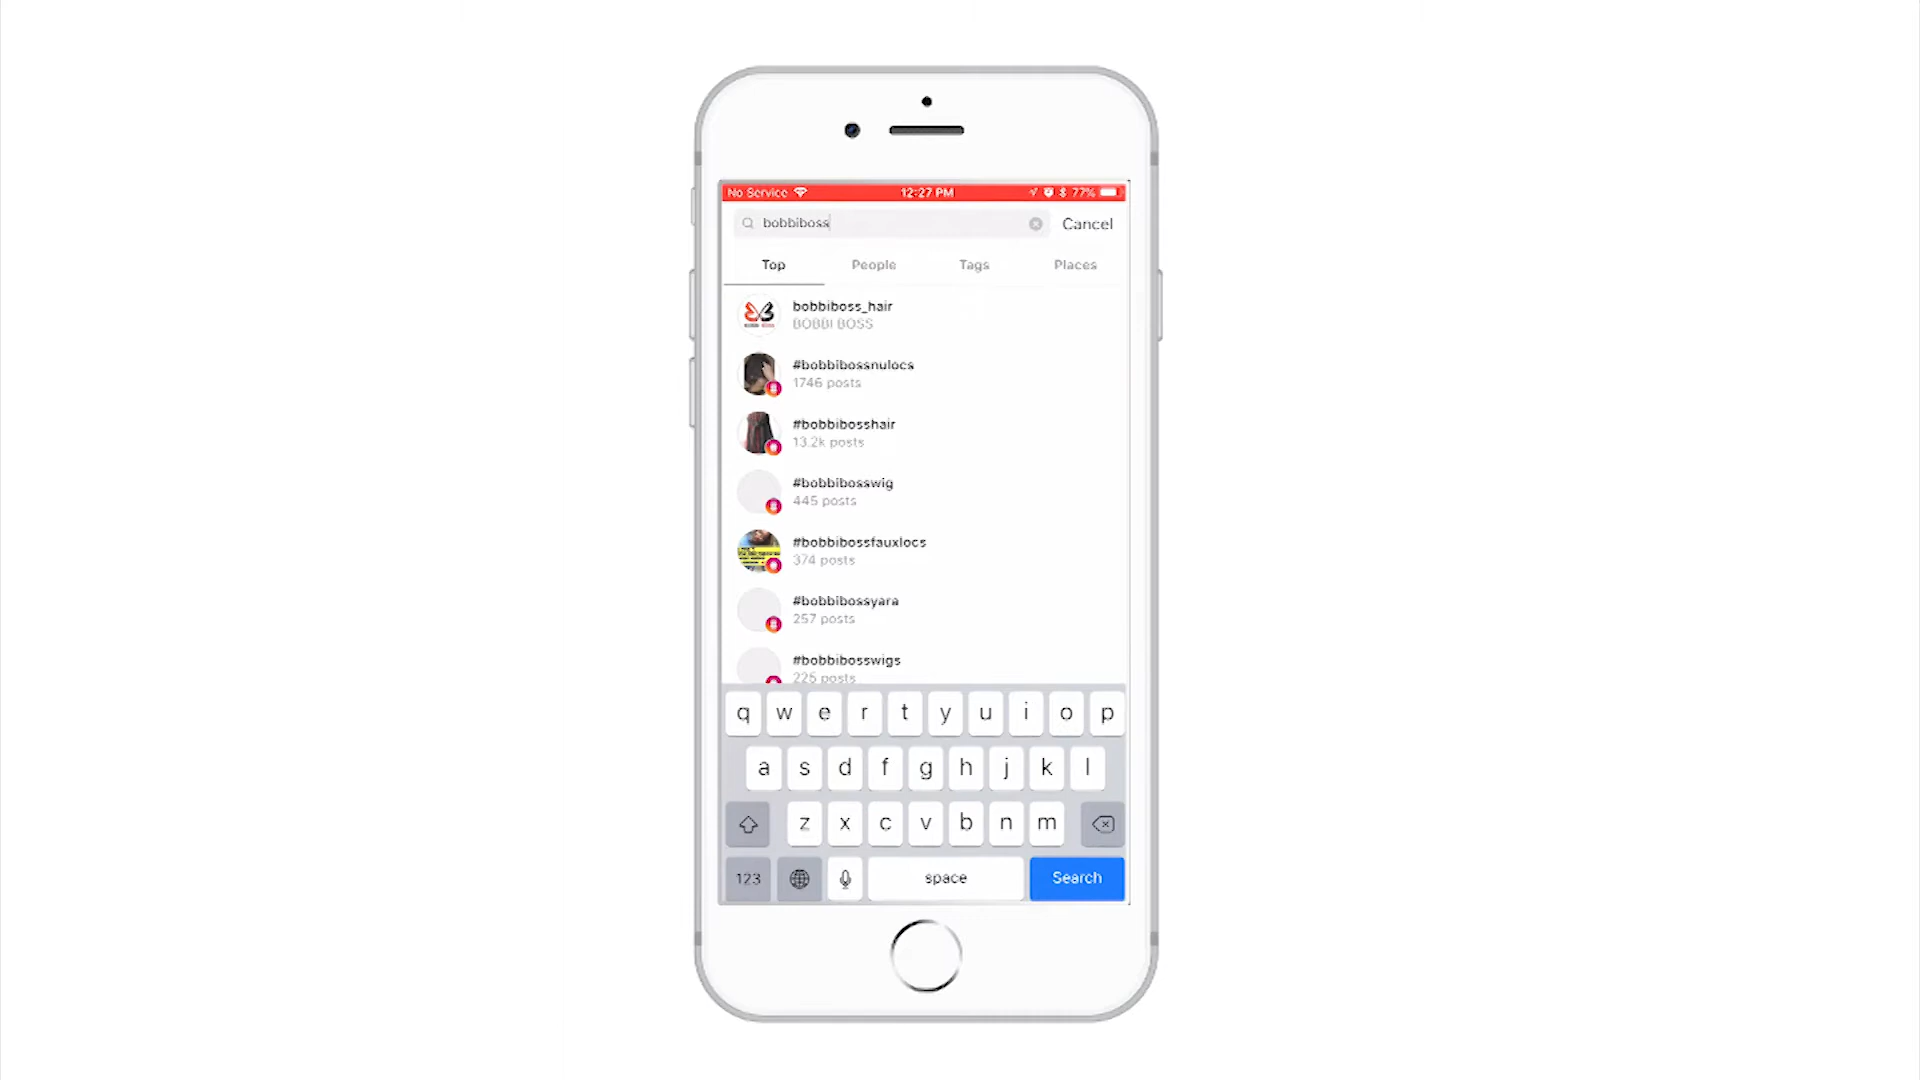 No Service 12:27 PM 77%
bobbiboss Cancel
Top People Tags Places
bobbiboss_hair
BOBBI BOSS
#bobbibossnulocs
1746 posts
#bobbibosshair
13.2k posts
#bobbibosswig
445 posts
#bobbibossfauxlocs
374 posts
#bobbibossyara
257 posts
#bobbibosswigs
225 posts
q w e r t y u i o p
a s d f g h j k l
z x c v b n m
123 space Search